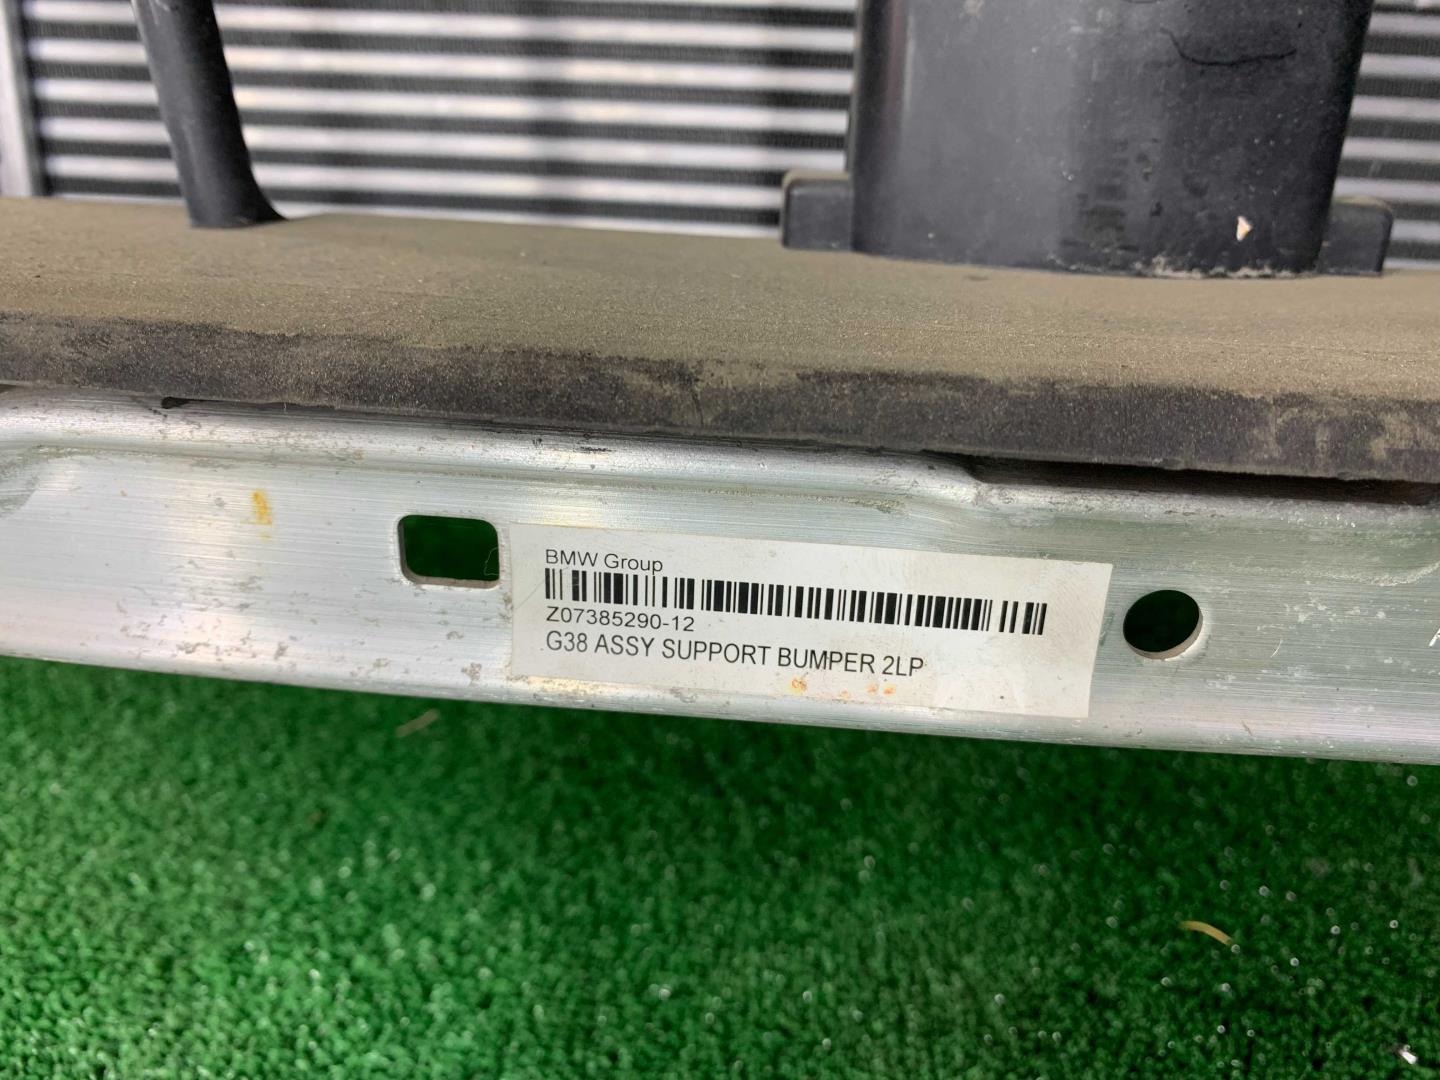 BMW Group
Z07385290-12
G38 ASSY SUPPORT BUMPER 2LP